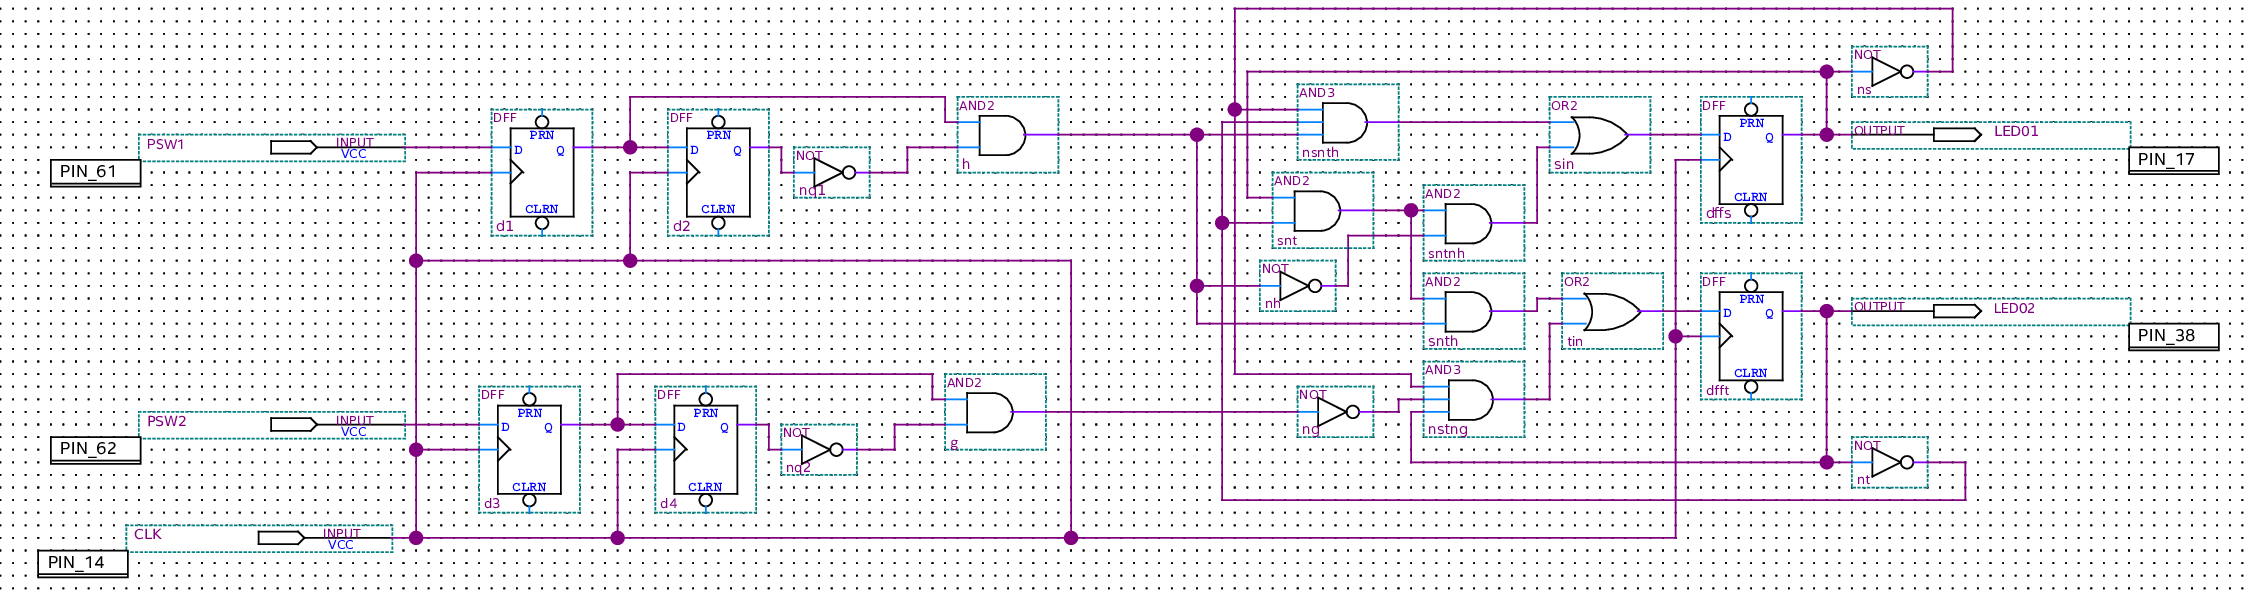 NOT
ns
AND3
nsnth
AND2
h
OR2
sin
DFF
PRN
D
Q
CLRN
dffs
OUTPUT
LED01
PIN_17
PSW1
INPUT
VCC
PIN_61
DFF
PRN
D
Q
CLRN
d1
DFF
PRN
D
Q
CLRN
d2
NOT
nq1
AND2
snt
AND2
sntnh
NOT
nh
AND2
snth
OR2
tin
DFF
PRN
D
Q
CLRN
dfft
OUTPUT
LED02
PIN_38
AND3
nstng
NOT
ng
AND2
g
PSW2
INPUT
VCC
PIN_62
DFF
PRN
D
Q
CLRN
d3
DFF
PRN
D
Q
CLRN
d4
NOT
nq2
NOT
nt
CLK
INPUT
VCC
PIN_14